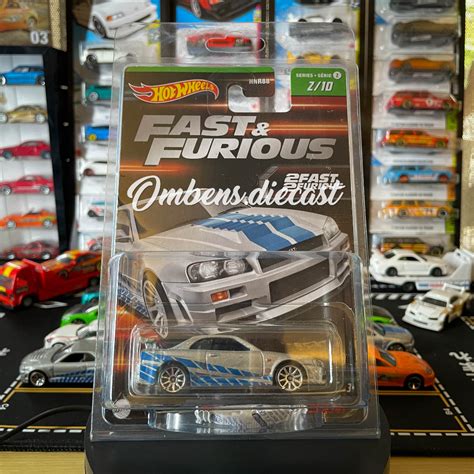 HNR88
HOT WHEELS
SERIES • SÉRIE 2
2/10
FAST &
FURIOUS
2 FAST
2 FURIOUS
Ombens.diecast
03